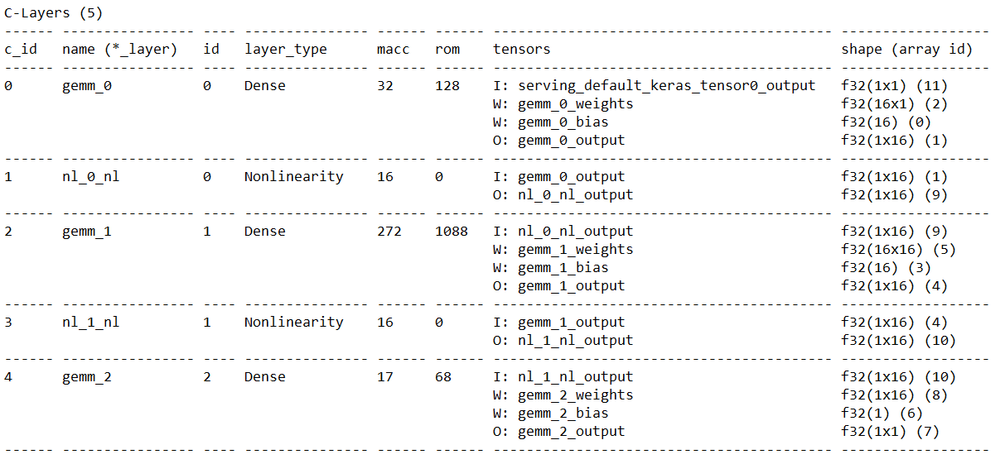 C-Layers (5)
------ ---------------- ---- --------------- ------ ------ ----------------------------------------- ------------------
c_id   name (*_layer)   id   layer_type      macc   rom    tensors                                   shape (array id)
------ ---------------- ---- --------------- ------ ------ ----------------------------------------- ------------------
0      gemm_0           0    Dense           32     128    I: serving_default_keras_tensor0_output   f32(1x1) (11)
                                                           W: gemm_0_weights                         f32(16x1) (2)
                                                           W: gemm_0_bias                            f32(16) (0)
                                                           O: gemm_0_output                          f32(1x16) (1)
------ ---------------- ---- --------------- ------ ------ ----------------------------------------- ------------------
1      nl_0_nl          0    Nonlinearity    16     0      I: gemm_0_output                          f32(1x16) (1)
                                                           O: nl_0_nl_output                         f32(1x16) (9)
------ ---------------- ---- --------------- ------ ------ ----------------------------------------- ------------------
2      gemm_1           1    Dense           272    1088   I: nl_0_nl_output                         f32(1x16) (9)
                                                           W: gemm_1_weights                         f32(16x16) (5)
                                                           W: gemm_1_bias                            f32(16) (3)
                                                           O: gemm_1_output                          f32(1x16) (4)
------ ---------------- ---- --------------- ------ ------ ----------------------------------------- ------------------
3      nl_1_nl          1    Nonlinearity    16     0      I: gemm_1_output                          f32(1x16) (4)
                                                           O: nl_1_nl_output                         f32(1x16) (10)
------ ---------------- ---- --------------- ------ ------ ----------------------------------------- ------------------
4      gemm_2           2    Dense           17     68     I: nl_1_nl_output                         f32(1x16) (10)
                                                           W: gemm_2_weights                         f32(1x16) (8)
                                                           W: gemm_2_bias                            f32(1) (6)
                                                           O: gemm_2_output                          f32(1x1) (7)
------ ---------------- ---- --------------- ------ ------ ----------------------------------------- ------------------